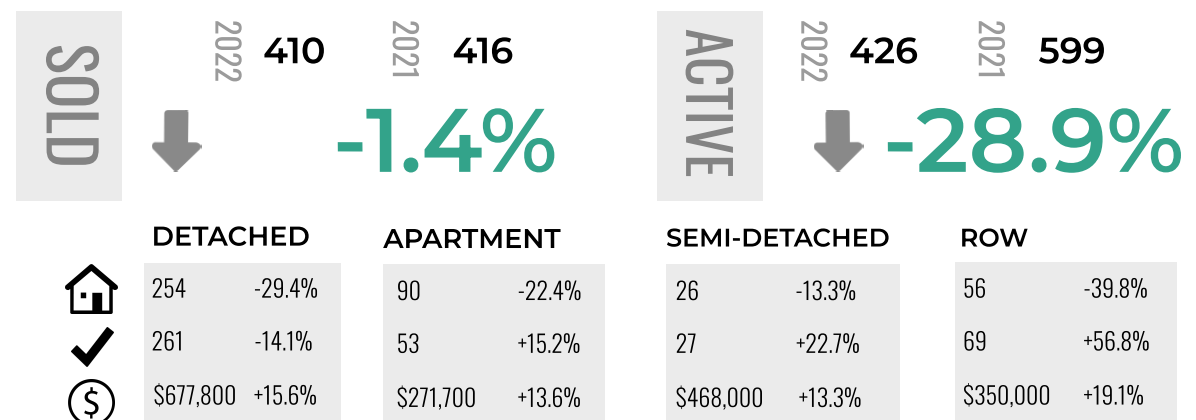 SOLD
2022 410 2021 416
-1.4%
ACTIVE
2022 426 2021 599
-28.9%
DETACHED APARTMENT SEMI-DETACHED ROW
254 -29.4% 90 -22.4% 26 -13.3% 56 -39.8%
261 -14.1% 53 +15.2% 27 +22.7% 69 +56.8%
$ $677,800 +15.6% $271,700 +13.6% $468,000 +13.3% $350,000 +19.1%